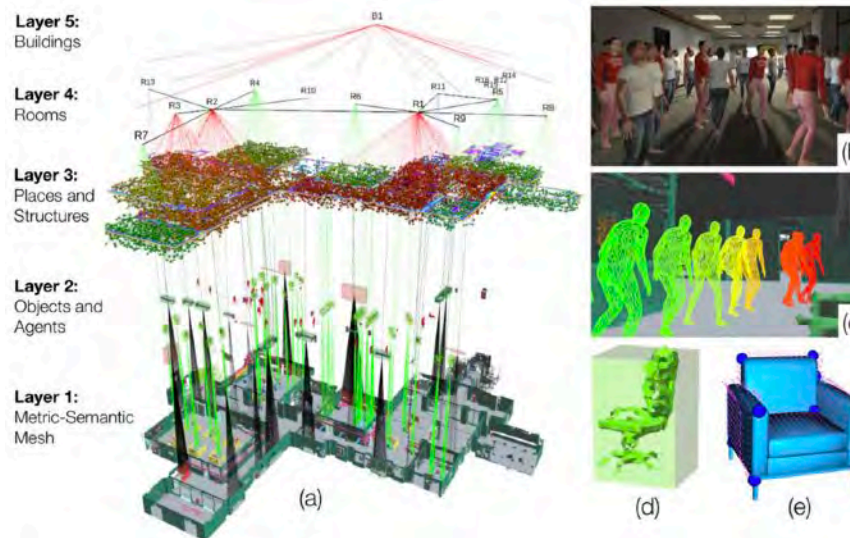 Layer 5:
Buildings
B1
Layer 4:
Rooms
R13
R3
R2
R4
R10
R7
R6
R1
R11
R5
R14
R9
R8
Layer 3:
Places and
Structures
Layer 2:
Objects and
Agents
Layer 1:
Metric-Semantic
Mesh
(a)
(b
(d)
(e)